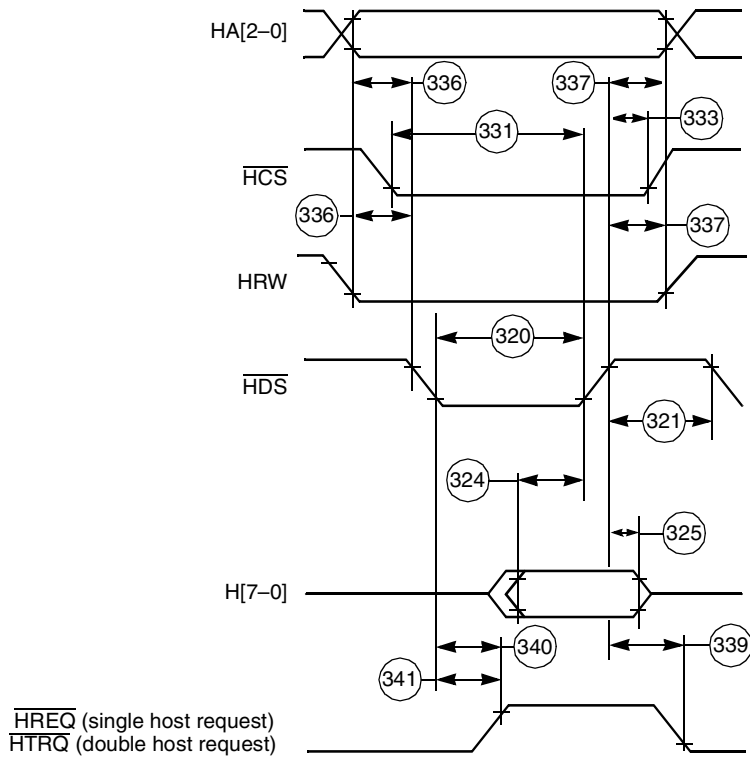 HA[2–0]
336
337
333
331
HCS
336
337
HRW
320
HDS
321
324
325
H[7–0]
340
339
341
HREQ (single host request)
HTRQ (double host request)